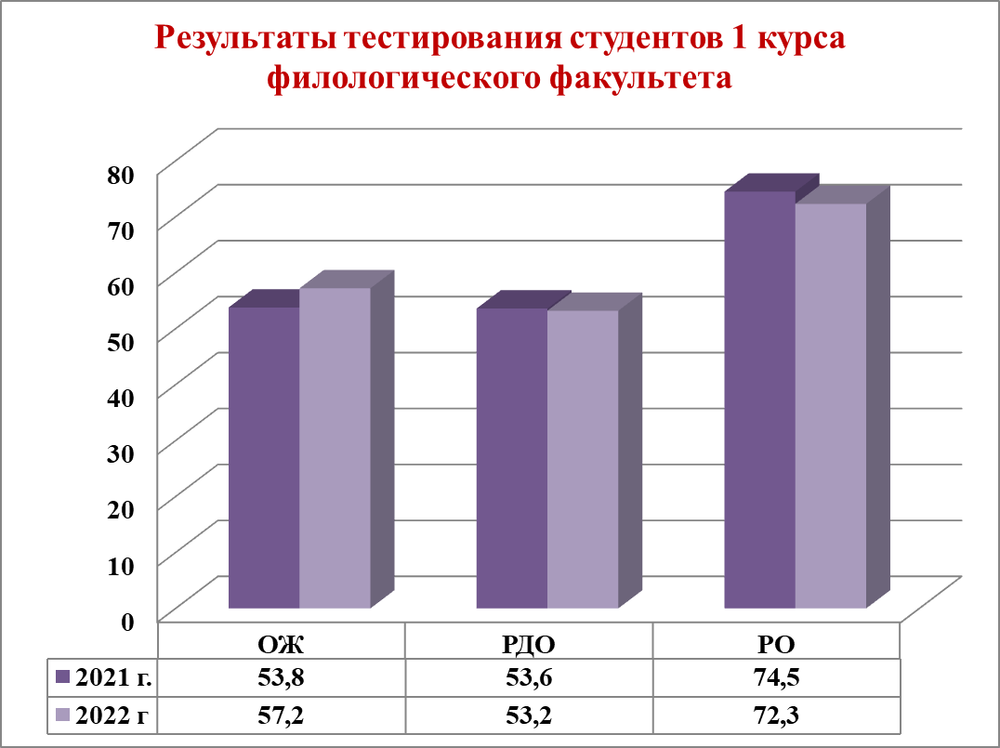 Результаты тестирования студентов 1 курса
филологического факультета
80
70
60
50
40
30
20
10
0
ОЖ РДО РО
2021 г. 53,8 53,6 74,5
2022 г 57,2 53,2 72,3